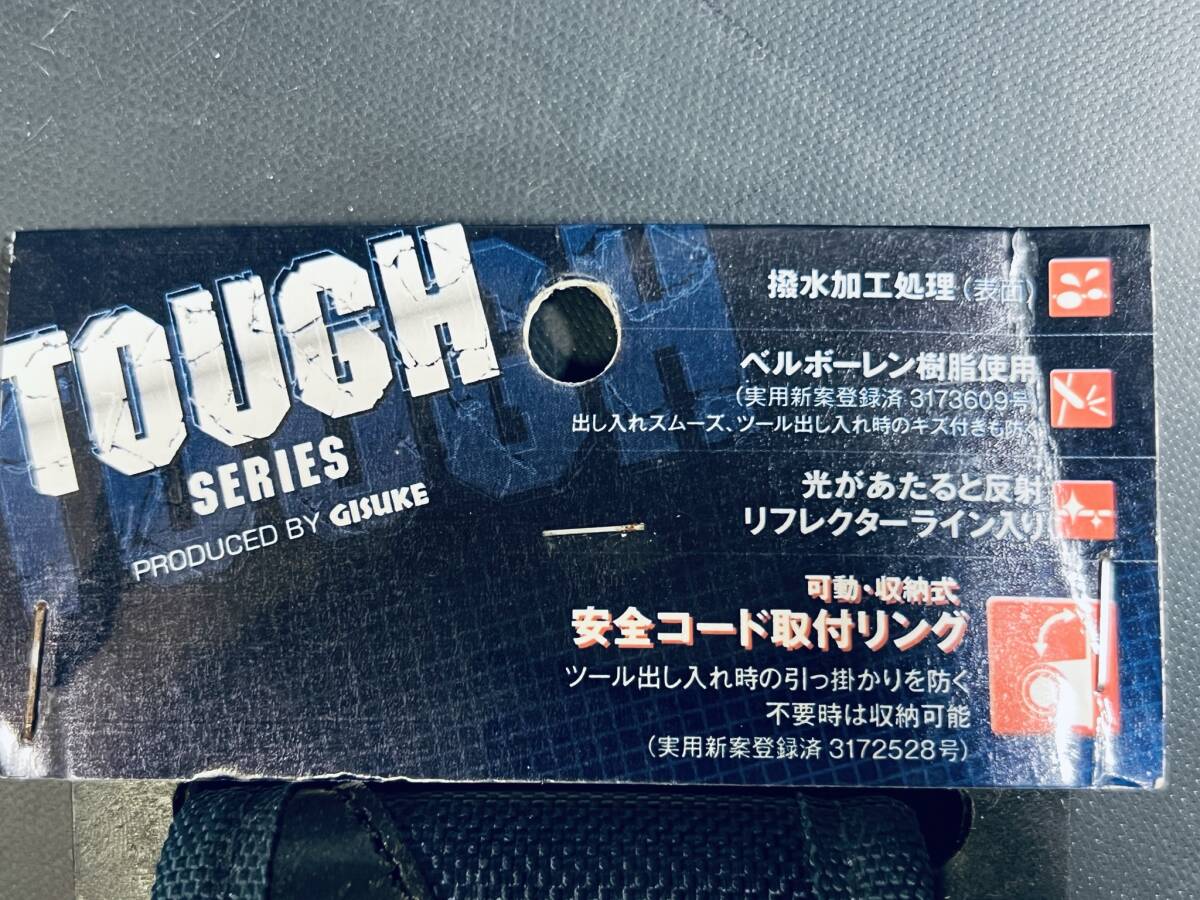 TOUGH
SERIES
PRODUCED BY GISUKE
撥水加工処理(表面)
ベルボーレン樹脂使用
(実用新案登録済 3173609号)
出し入れスムーズ、ツール出し入れ時のキズ付きも防ぐ
光があたると反射
リフレクターライン入り
可動・収納式
安全コード取付リング
ツール出し入れ時の引っ掛かりを防ぐ
不要時は収納可能
(実用新案登録済 3172528号)